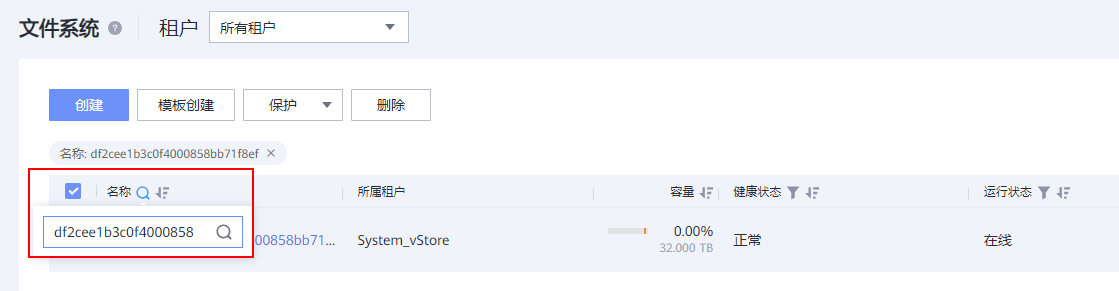 文件系统 ? 租户 所有租户
创建 模板创建 保护 删除
名称: df2cee1b3c0f4000858bb71f8ef ×
名称 所属租户 容量 健康状态 运行状态
df2cee1b3c0f4000858 00858bb71... System_vStore 0.00% 正常 在线
32.000 TB